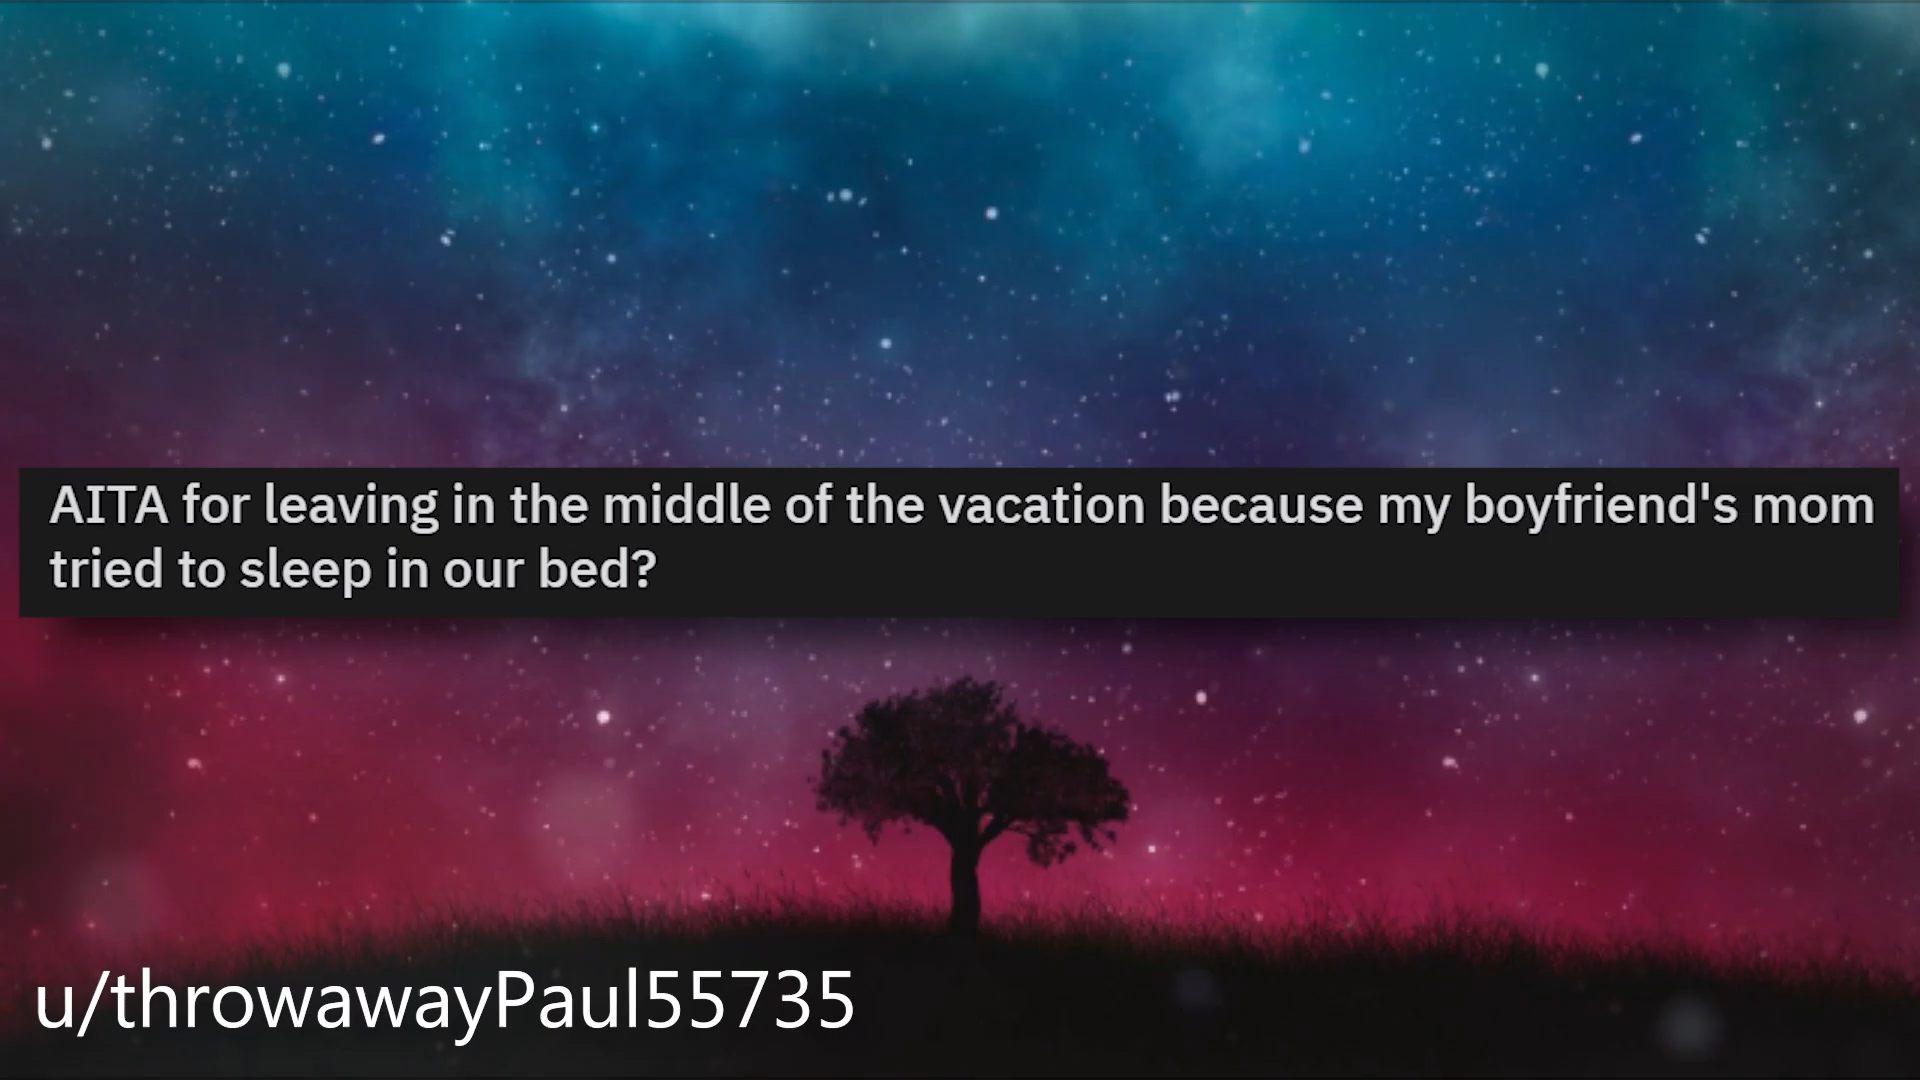 AITA for leaving in the middle of the vacation because my boyfriend's mom
tried to sleep in our bed?
u/throwawayPaul55735